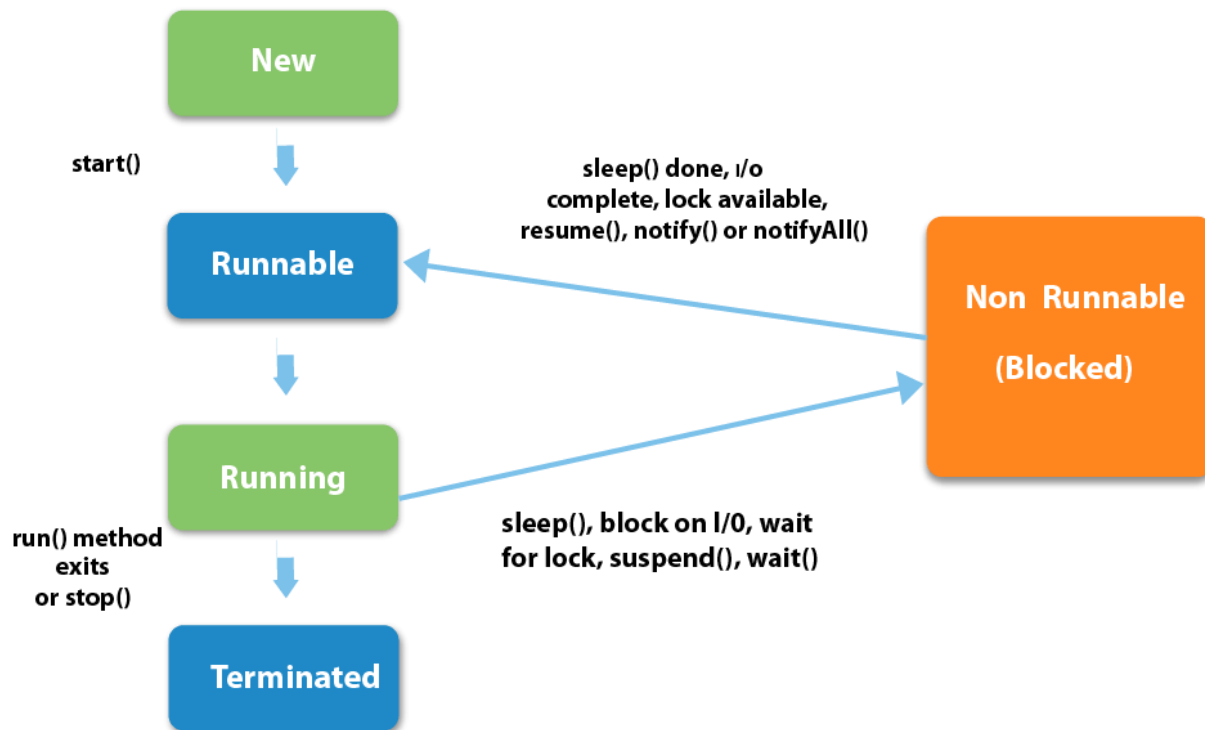 New
start()
sleep() done, I/o
complete, lock available,
resume(), notify() or notifyAll()
Runnable
Non Runnable
(Blocked)
Running
sleep(), block on I/0, wait
for lock, suspend(), wait()
run() method
exits
or stop()
Terminated